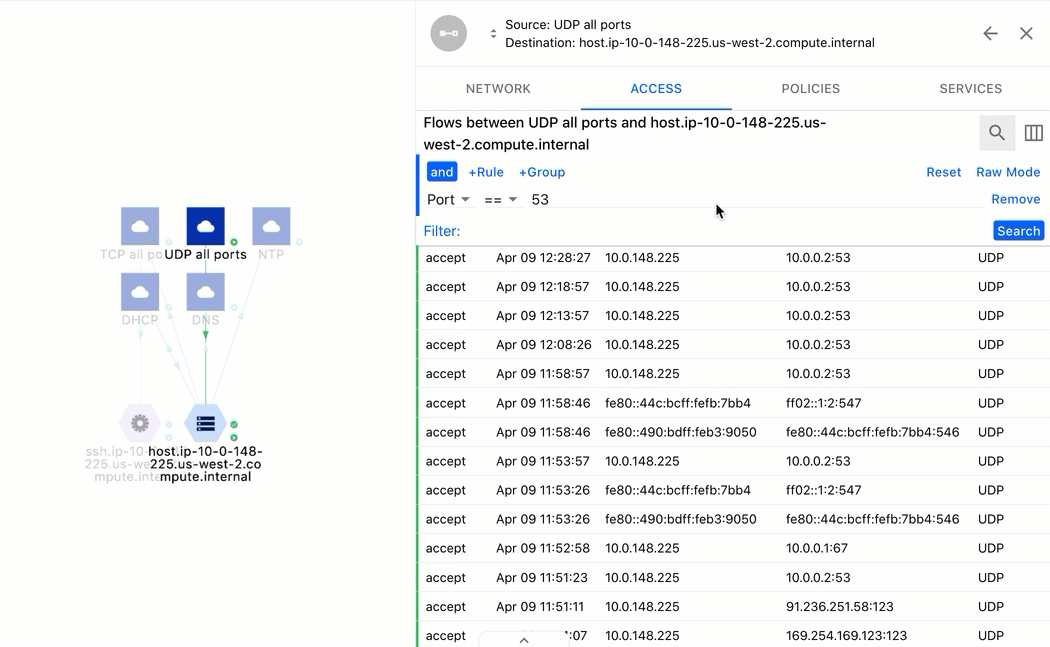 Source: UDP all ports
Destination: host.ip-10-0-148-225.us-west-2.compute.internal
NETWORK ACCESS POLICIES SERVICES
Flows between UDP all ports and host.ip-10-0-148-225.us-
west-2.compute.internal
and +Rule +Group Reset Raw Mode
Port == 53 Remove
Filter: Search
accept Apr 09 12:28:27 10.0.148.225 10.0.0.2:53 UDP
accept Apr 09 12:18:57 10.0.148.225 10.0.0.2:53 UDP
accept Apr 09 12:13:57 10.0.148.225 10.0.0.2:53 UDP
accept Apr 09 12:08:26 10.0.148.225 10.0.0.2:53 UDP
accept Apr 09 11:58:57 10.0.148.225 10.0.0.2:53 UDP
accept Apr 09 11:58:46 fe80::44c:bcff:fefb:7bb4 ff02::1:2:547 UDP
accept Apr 09 11:58:46 fe80::490:bdff:feb3:9050 fe80::44c:bcff:fefb:7bb4:546 UDP
accept Apr 09 11:53:57 10.0.148.225 10.0.0.2:53 UDP
accept Apr 09 11:53:26 fe80::44c:bcff:fefb:7bb4 ff02::1:2:547 UDP
accept Apr 09 11:53:26 fe80::490:bdff:feb3:9050 fe80::44c:bcff:fefb:7bb4:546 UDP
accept Apr 09 11:52:58 10.0.148.225 10.0.0.1:67 UDP
accept Apr 09 11:51:23 10.0.148.225 10.0.0.2:53 UDP
accept Apr 09 11:51:11 10.0.148.225 91.236.251.58:123 UDP
accept :07 10.0.148.225 169.254.169.123:123 UDP
TCP all po UDP all ports NTP
DHCP DNS
ssh.ip-10- host.ip-10-0-148-
225.us-we 225.us-west-2.co
mpute.inte mpute.internal